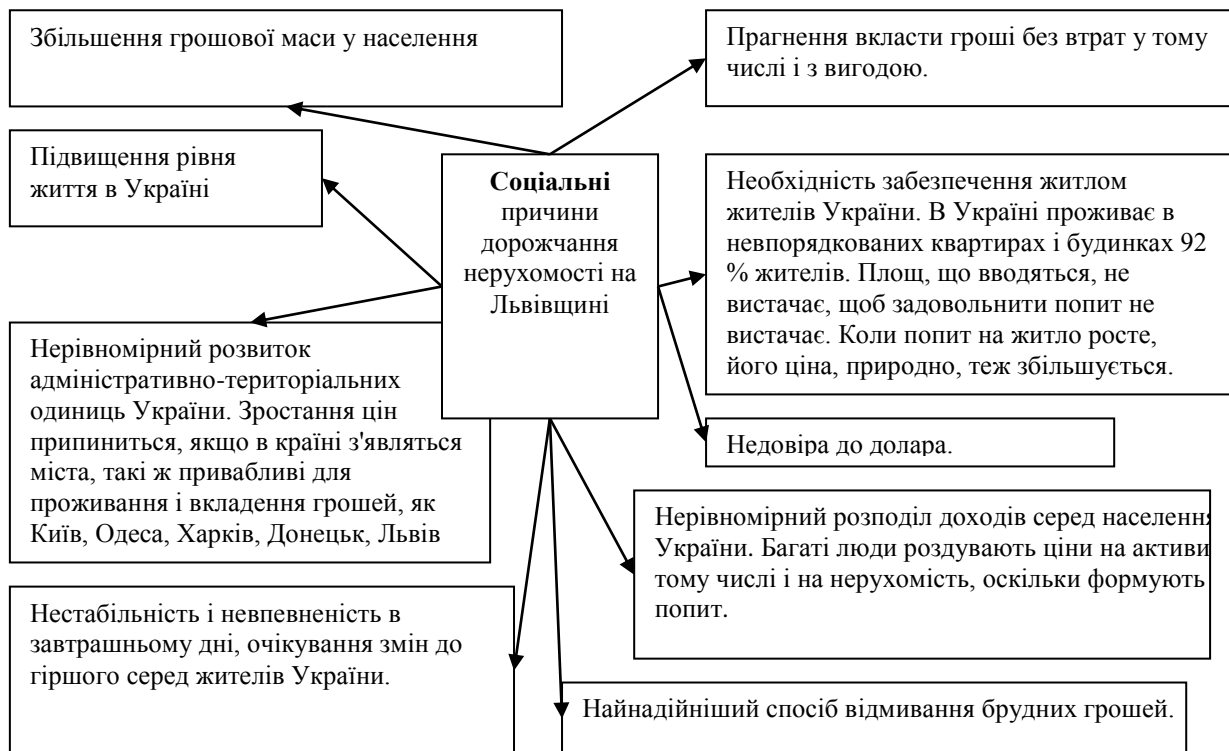 Збільшення грошової маси у населення
Прагнення вкласти гроші без втрат у тому
числі і з вигодою.
Підвищення рівня
життя в Україні
Соціальні
причини
дорожчання
нерухомості на
Львівщині
Необхідність забезпечення житлом
жителів України. В Україні проживає в
невпорядкованих квартирах і будинках 92
% жителів. Площ, що вводяться, не
вистачає, щоб задовольнити попит не
вистачає. Коли попит на житло росте,
його ціна, природно, теж збільшується.
Нерівномірний розвиток
адміністративно-територіальних
одиниць України. Зростання цін
припиниться, якщо в країні з'являться
міста, такі ж привабливі для
проживання і вкладення грошей, як
Київ, Одеса, Харків, Донецьк, Львів
Недовіра до долара.
Нерівномірний розподіл доходів серед населення
України. Багаті люди роздувають ціни на активи
тому числі і на нерухомість, оскільки формують
попит.
Нестабільність і невпевненість в
завтрашньому дні, очікування змін до
гіршого серед жителів України.
Найнадійніший спосіб відмивання брудних грошей.